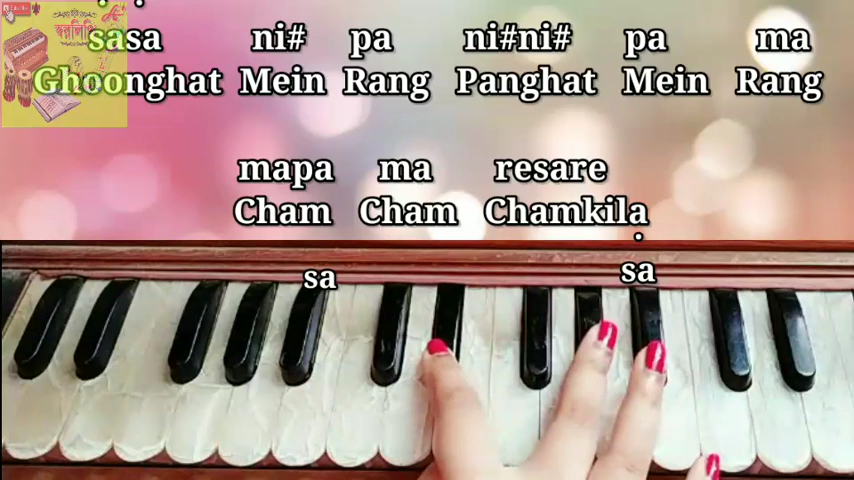 স্বরলিপি
sasa ni# pa ni#ni# pa ma
Ghoonghat Mein Rang Panghat Mein Rang
mapa ma resare
Cham Cham Chamkila
sa sa